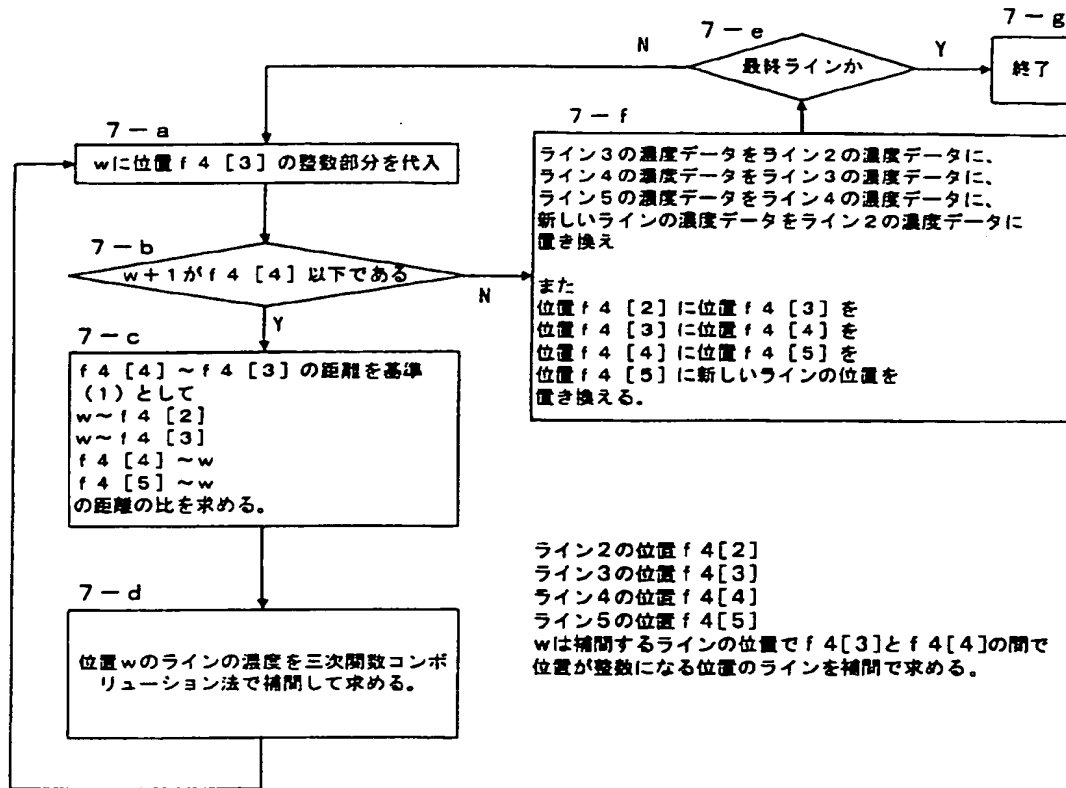 7-g
7-e
N
Y
最終ラインか
終了
7-f
7-a
wに位置f4[3]の整数部分を代入
ライン3の濃度データをライン2の濃度データに、
ライン4の濃度データをライン3の濃度データに、
ライン5の濃度データをライン4の濃度データに、
新しいラインの濃度データをライン2の濃度データに
置き換え
また
位置f4[2]に位置f4[3]を
位置f4[3]に位置f4[4]を
位置f4[4]に位置f4[5]を
位置f4[5]に新しいラインの位置を
置き換える。
7-b
w+1がf4[4]以下である
N
Y
7-c
f4[4]~f4[3]の距離を基準
(1)として
w~f4[2]
w~f4[3]
f4[4]~w
f4[5]~w
の距離の比を求める。
7-d
位置wのラインの濃度を三次関数コンボ
リューション法で補間して求める。
ライン2の位置f4[2]
ライン3の位置f4[3]
ライン4の位置f4[4]
ライン5の位置f4[5]
wは補間するラインの位置でf4[3]とf4[4]の間で
位置が整数になる位置のラインを補間で求める。